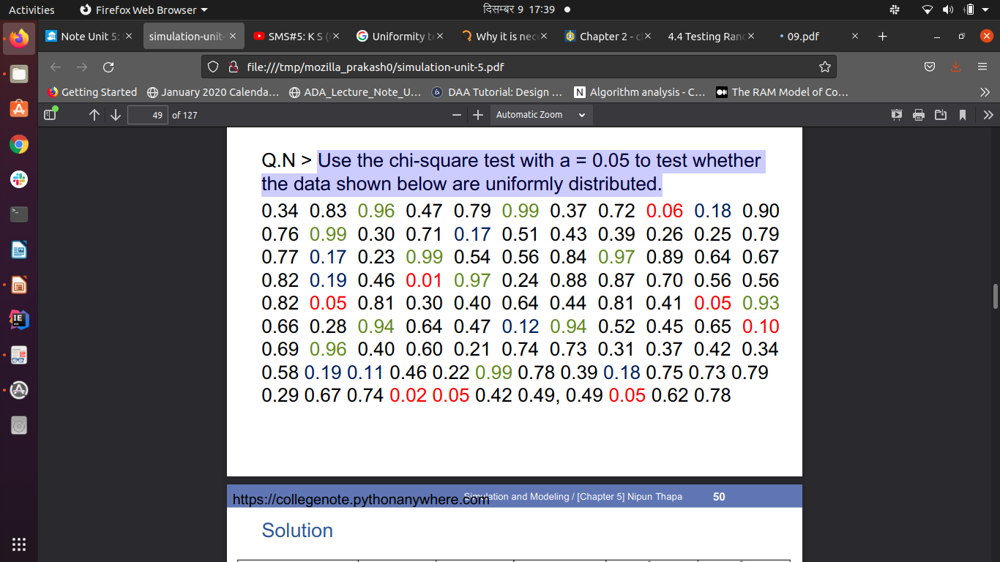 Activities Firefox Web Browser दिसम्बर 9 17:39
Note Unit 5: simulation-unit- SMS#5: K S ( Uniformity te Why it is nec Chapter 2 - c 4.4 Testing Ran • 09.pdf
file:///tmp/mozilla_prakash0/simulation-unit-5.pdf
Getting Started January 2020 Calenda... ADA_Lecture_Note_U... DAA Tutorial: Design ... Algorithm analysis - C... The RAM Model of Co...
49 of 127 Automatic Zoom
Q.N > Use the chi-square test with a = 0.05 to test whether
the data shown below are uniformly distributed.
0.34 0.83 0.96 0.47 0.79 0.99 0.37 0.72 0.06 0.18 0.90
0.76 0.99 0.30 0.71 0.17 0.51 0.43 0.39 0.26 0.25 0.79
0.77 0.17 0.23 0.99 0.54 0.56 0.84 0.97 0.89 0.64 0.67
0.82 0.19 0.46 0.01 0.97 0.24 0.88 0.87 0.70 0.56 0.56
0.82 0.05 0.81 0.30 0.40 0.64 0.44 0.81 0.41 0.05 0.93
0.66 0.28 0.94 0.64 0.47 0.12 0.94 0.52 0.45 0.65 0.10
0.69 0.96 0.40 0.60 0.21 0.74 0.73 0.31 0.37 0.42 0.34
0.58 0.19 0.11 0.46 0.22 0.99 0.78 0.39 0.18 0.75 0.73 0.79
0.29 0.67 0.74 0.02 0.05 0.42 0.49, 0.49 0.05 0.62 0.78
https://collegenote.pythonanywhere.com Simulation and Modeling / [Chapter 5] Nipun Thapa 50
Solution